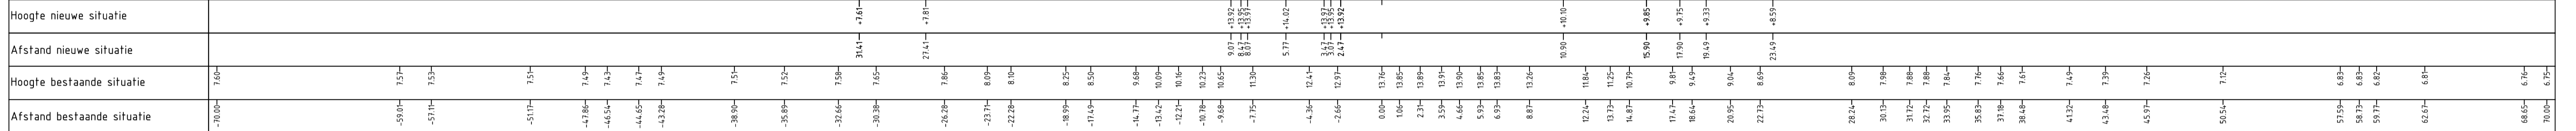 Hoogte nieuwe situatie +7.61 +7.81 +13.92 +13.95 +13.97 +14.02 +13.97 +13.95 +13.92 +10.10 +9.85 +9.75 +9.33 +8.59
Afstand nieuwe situatie 31.41 27.41 9.07 8.47 8.07 5.77 3.47 3.07 2.47 10.90 15.90 17.90 19.49 23.49
Hoogte bestaande situatie 7.60 7.57 7.53 7.51 7.49 7.43 7.47 7.49 7.51 7.52 7.58 7.65 7.86 8.09 8.10 8.25 8.50 9.68 10.09 10.16 10.23 10.65 11.30 12.41 12.97 13.76 13.85 13.89 13.91 13.90 13.85 13.83 13.26 11.84 11.25 10.79 9.81 9.49 9.04 8.69 8.09 7.98 7.88 7.88 7.84 7.76 7.66 7.61 7.49 7.39 7.26 7.12 6.83 6.83 6.82 6.81 6.76 6.75
Afstand bestaande situatie -70.00 -59.01 -57.11 -51.17 -47.86 -46.54 -44.65 -43.28 -38.90 -35.89 -32.66 -30.38 -26.28 -23.71 -22.28 -18.99 -17.49 -14.77 -13.42 -12.21 -10.78 -9.68 -7.75 -4.36 -2.66 0.00 1.06 2.31 3.59 4.66 5.93 6.93 8.87 12.24 13.73 14.87 17.47 18.64 20.95 22.73 28.24 30.13 31.72 32.72 33.95 35.83 37.18 38.48 41.32 43.48 45.97 50.54 57.59 58.73 59.77 62.67 68.65 70.00